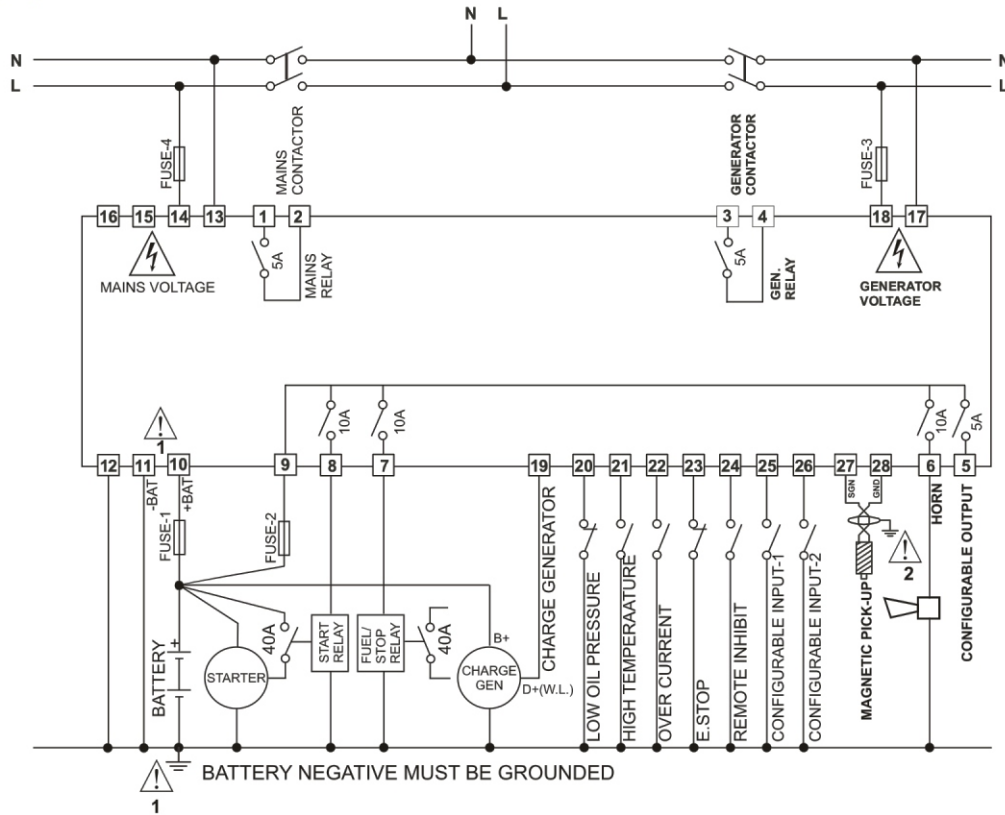 N L
N
L
N
L
FUSE-4
MAINS
CONTACTOR
GENERATOR
CONTACTOR
FUSE-3
16 15 14 13 1 2 3 4 18 17
5A
MAINS
RELAY
5A
GEN.
RELAY
MAINS VOLTAGE
GENERATOR
VOLTAGE
10A
10A
10A
5A
1
12 11 10 9 8 7 19 20 21 22 23 24 25 26 27 28 6 5
-BAT
+BAT
FUSE-1
FUSE-2
CHARGE GENERATOR
LOW OIL PRESSURE
HIGH TEMPERATURE
OVER CURRENT
E.STOP
REMOTE INHIBIT
CONFIGURABLE INPUT-1
CONFIGURABLE INPUT-2
SGN
GND
MAGNETIC PICK-UP
2
HORN
CONFIGURABLE OUTPUT
BATTERY
+
STARTER
40A
START
RELAY
FUEL/
STOP
RELAY
40A
B+
CHARGE
GEN
D+(W.L.)
1
BATTERY NEGATIVE MUST BE GROUNDED